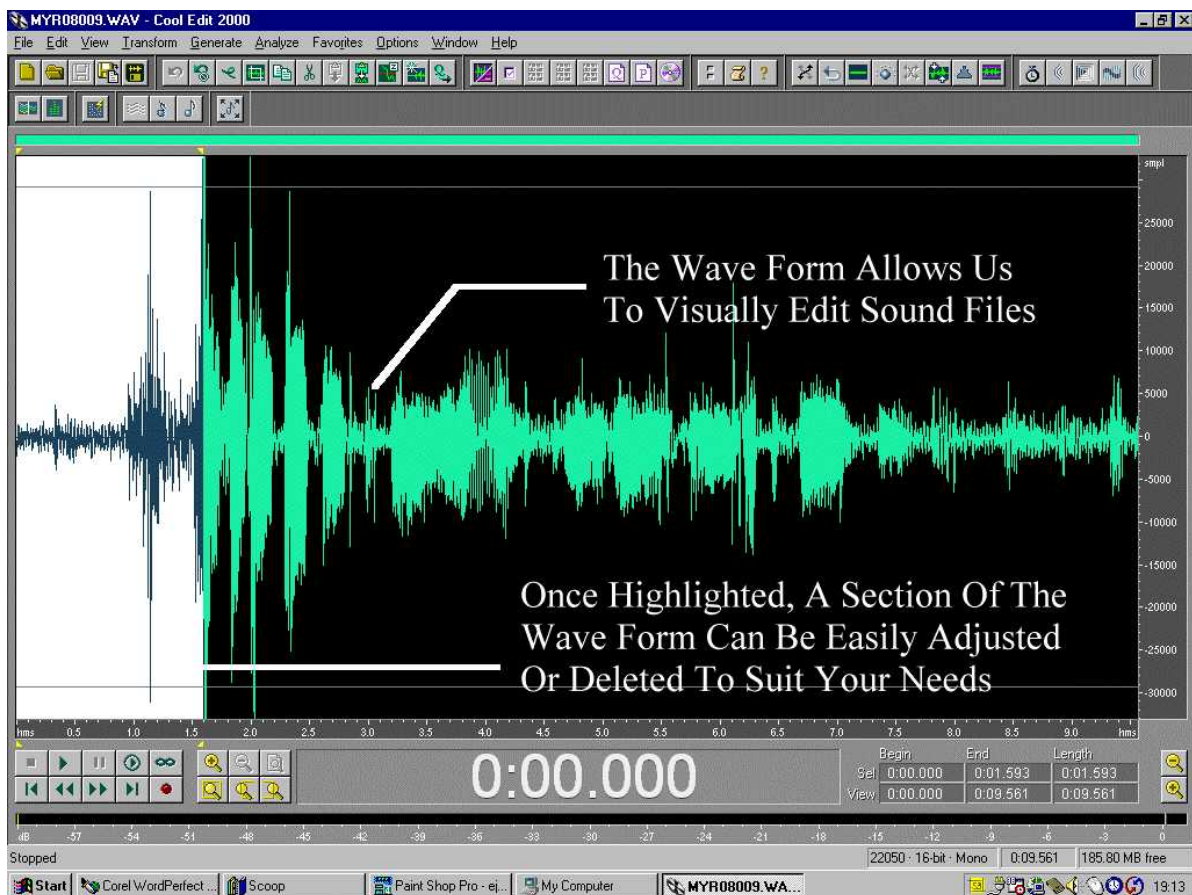 MYR08009.WAV - Cool Edit 2000
File Edit View Transform Generate Analyze Favorites Options Window Help
Q P F ?
smpl
25000
20000
The Wave Form Allows Us
To Visually Edit Sound Files
15000
10000
5000
0
-5000
-10000
-15000
Once Highlighted, A Section Of The
Wave Form Can Be Easily Adjusted
Or Deleted To Suit Your Needs
-20000
-25000
-30000
hms 0.5 1.0 1.5 2.0 2.5 3.0 3.5 4.0 4.5 5.0 5.5 6.0 6.5 7.0 7.5 8.0 8.5 9.0 hms
0:00.000
Begin End Length
Sel 0:00.000 0:01.593 0:01.593
View 0:00.000 0:09.561 0:09.561
dB -57 -54 -51 -48 -45 -42 -39 -36 -33 -30 -27 -24 -21 -18 -15 -12 -9 -6 -3 0
Stopped 22050 · 16-bit · Mono 0:09.561 185.80 MB free
Start Corel WordPerfect ... Scoop Paint Shop Pro - ej... My Computer MYR08009.WA... 19:13